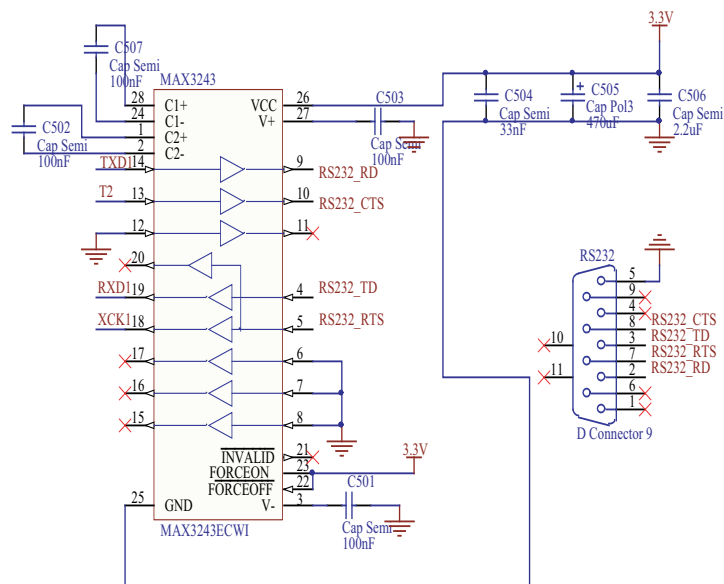 3.3V
C507
Cap Semi
100nF
MAX3243
C502
Cap Semi
100nF
28 C1+ VCC 26
24 C1- V+ 27
1 C2+
2 C2-
C503
Cap Semi
100nF
C504
Cap Semi
33nF
C505
Cap Pol3
470uF
C506
Cap Semi
2.2uF
TXD1 14 9 RS232_RD
T2 13 10 RS232_CTS
12 11
20
RXD1 19 4 RS232_TD
XCK1 18 5 RS232_RTS
17 6
16 7
15 8
INVALID 21
FORCEON 23
FORCEOFF 22
3.3V
25 GND V- 3
C501
Cap Semi
100nF
MAX3243ECWI
RS232
5
9
4
8 RS232_CTS
10 3 RS232_TD
7 RS232_RTS
11 2 RS232_RD
6
1
D Connector 9